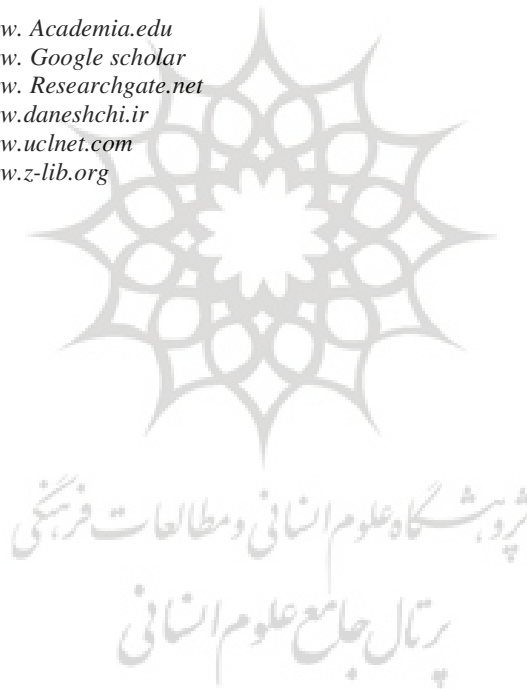 w. Academia.edu
w. Google scholar
w. Researchgate.net
w.daneshchi.ir
w.uclnet.com
w.z-lib.org
پژوهشگاه علوم انسانی و مطالعات فرهنگی
پرتال جامع علوم انسانی